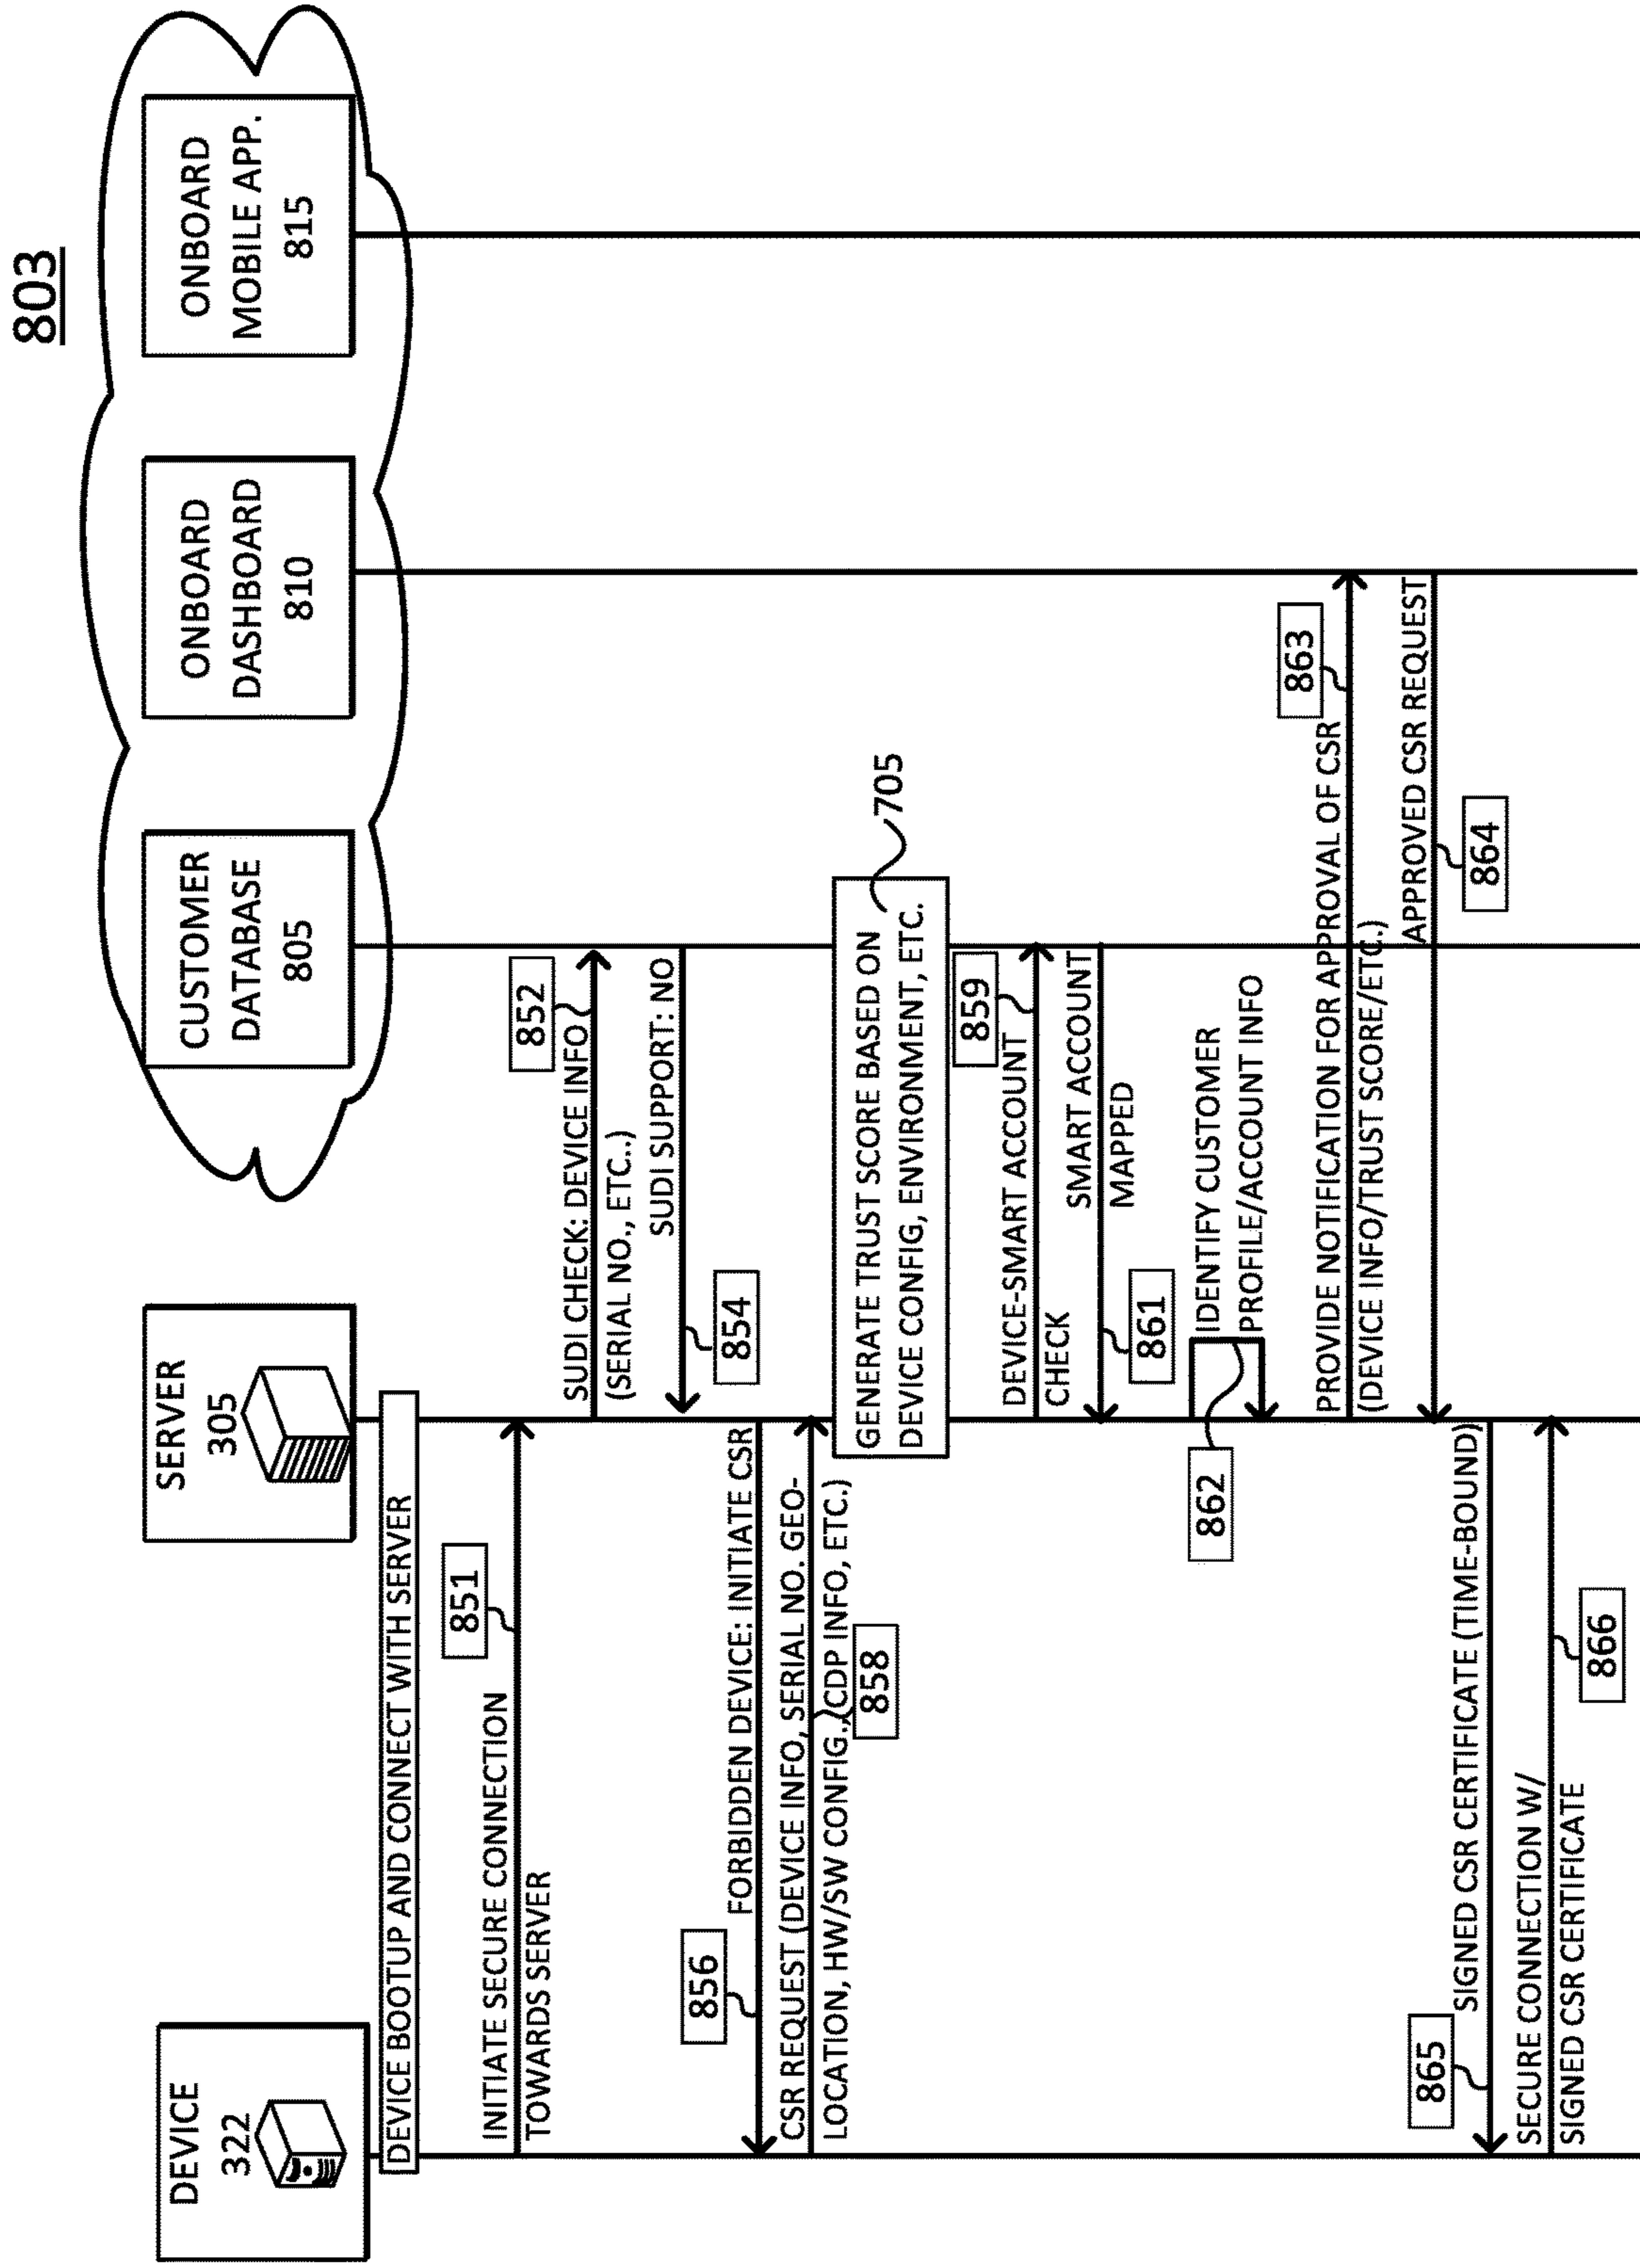 803
DEVICE
322
SERVER
305
CUSTOMER
DATABASE
805
ONBOARD
DASHBOARD
810
ONBOARD
MOBILE APP.
815
DEVICE BOOTUP AND CONNECT WITH SERVER
851
INITIATE SECURE CONNECTION
TOWARDS SERVER
852
SUDI CHECK: DEVICE INFO
(SERIAL NO., ETC..)
SUDI SUPPORT: NO
854
FORBIDDEN DEVICE: INITIATE CSR
856
CSR REQUEST (DEVICE INFO, SERIAL NO. GEO-
LOCATION, HW/SW CONFIG.,(CDP INFO, ETC.)
858
705
GENERATE TRUST SCORE BASED ON
DEVICE CONFIG, ENVIRONMENT, ETC.
859
DEVICE-SMART ACCOUNT
CHECK
SMART ACCOUNT
MAPPED
861
IDENTIFY CUSTOMER
PROFILE/ACCOUNT INFO
862
863
PROVIDE NOTIFICATION FOR APPROVAL OF CSR
(DEVICE INFO/TRUST SCORE/ETC.)
APPROVED CSR REQUEST
864
SIGNED CSR CERTIFICATE (TIME-BOUND)
865
SECURE CONNECTION W/
SIGNED CSR CERTIFICATE
866